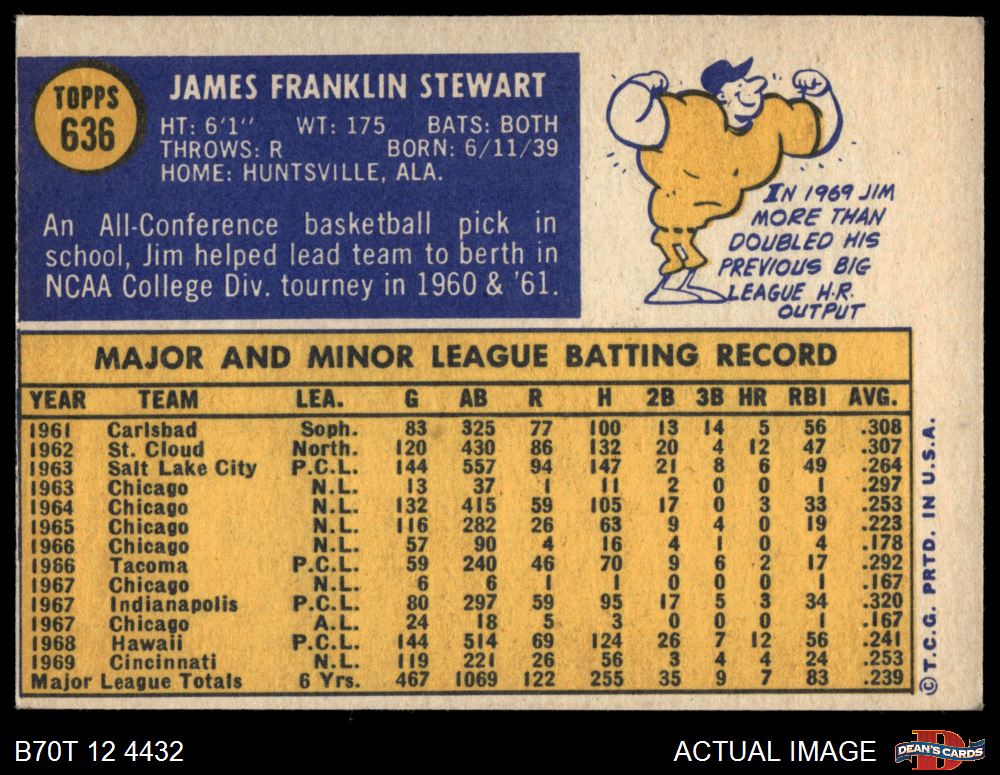 TOPPS
636
JAMES FRANKLIN STEWART
HT: 6'1" WT: 175 BATS: BOTH
THROWS: R BORN: 6/11/39
HOME: HUNTSVILLE, ALA.
An All-Conference basketball pick in
school, Jim helped lead team to berth in
NCAA College Div. tourney in 1960 & '61.
IN 1969 JIM
MORE THAN
DOUBLED HIS
PREVIOUS BIG
LEAGUE H.R.
OUTPUT
MAJOR AND MINOR LEAGUE BATTING RECORD
YEAR TEAM LEA. G AB R H 2B 3B HR RBI AVG.
1961 Carlsbad Soph. 83 325 77 100 13 14 5 56 .308
1962 St. Cloud North. 120 430 86 132 20 4 12 47 .307
1963 Salt Lake City P.C.L. 144 557 94 147 21 8 6 49 .264
1963 Chicago N.L. 13 37 1 11 2 0 0 1 .297
1964 Chicago N.L. 132 415 59 105 17 0 3 33 .253
1965 Chicago N.L. 116 282 26 63 9 4 0 19 .223
1966 Chicago N.L. 57 90 4 16 4 1 0 4 .178
1966 Tacoma P.C.L. 59 240 46 70 9 6 2 17 .292
1967 Chicago N.L. 6 6 1 1 0 0 0 1 .167
1967 Indianapolis P.C.L. 80 297 59 95 17 5 3 34 .320
1967 Chicago A.L. 24 18 5 3 0 0 0 1 .167
1968 Hawaii P.C.L. 144 514 69 124 26 7 12 56 .241
1969 Cincinnati N.L. 119 221 26 56 3 4 4 24 .253
Major League Totals 6 Yrs. 467 1069 122 255 35 9 7 83 .239
© T.C.G. PRTD. IN U.S.A.
B70T 12 4432
ACTUAL IMAGE
D
DEAN'S CARDS